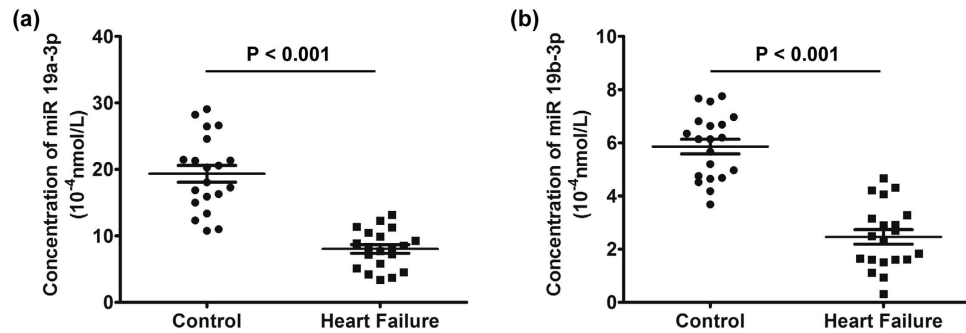 (a)
Concentration of miR 19a-3p
(10⁻⁴nmol/L)
40
30
20
10
0
P < 0.001
Control
Heart Failure
(b)
Concentration of miR 19b-3p
(10⁻⁴nmol/L)
10
8
6
4
2
0
P < 0.001
Control
Heart Failure